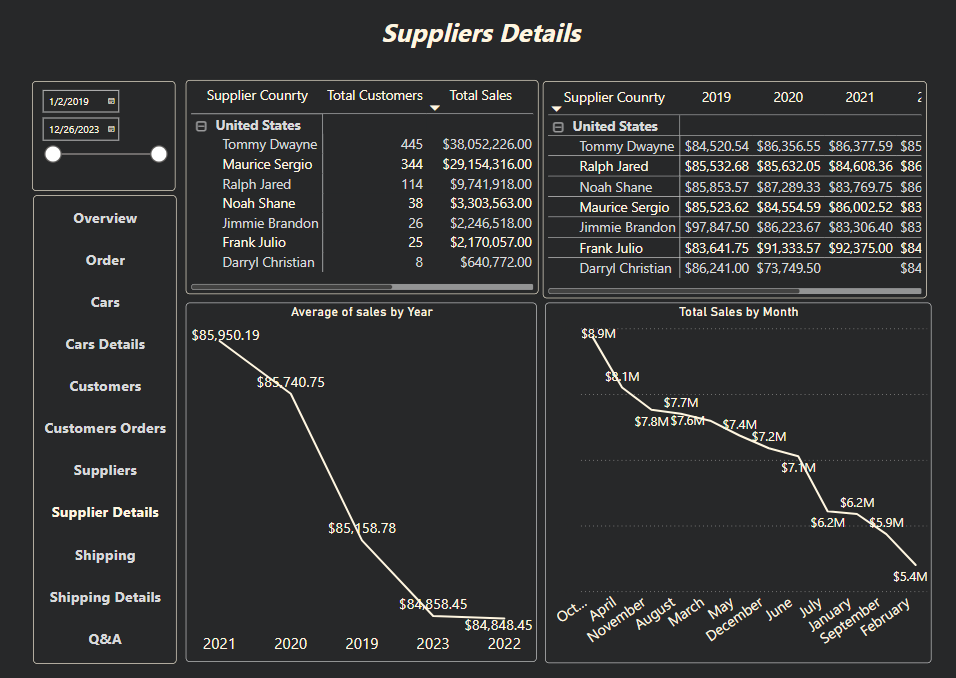 Suppliers Details
1/2/2019
12/26/2023
Overview
Order
Cars
Cars Details
Customers
Customers Orders
Suppliers
Supplier Details
Shipping
Shipping Details
Q&A
Supplier Counrty Total Customers Total Sales
United States
Tommy Dwayne 445 $38,052,226.00
Maurice Sergio 344 $29,154,316.00
Ralph Jared 114 $9,741,918.00
Noah Shane 38 $3,303,563.00
Jimmie Brandon 26 $2,246,518.00
Frank Julio 25 $2,170,057.00
Darryl Christian 8 $640,772.00
Supplier Counrty 2019 2020 2021
United States
Tommy Dwayne $84,520.54 $86,356.55 $86,377.59 $85
Ralph Jared $85,532.68 $85,632.05 $84,608.36 $86
Noah Shane $85,853.57 $87,289.33 $83,769.75 $86
Maurice Sergio $85,523.62 $84,554.59 $86,002.52 $83
Jimmie Brandon $97,847.50 $86,223.67 $83,306.40 $83
Frank Julio $83,641.75 $91,333.57 $92,375.00 $84
Darryl Christian $86,241.00 $73,749.50 $84
Average of sales by Year
$85,950.19
$85,740.75
$85,158.78
$84,858.45
$84,848.45
2021 2020 2019 2023 2022
Total Sales by Month
$8.9M
$8.1M
$7.8M
$7.7M
$7.6M
$7.4M
$7.2M
$7.1M
$6.2M
$6.2M
$5.9M
$5.4M
Oct... April November August March May December June July January September February